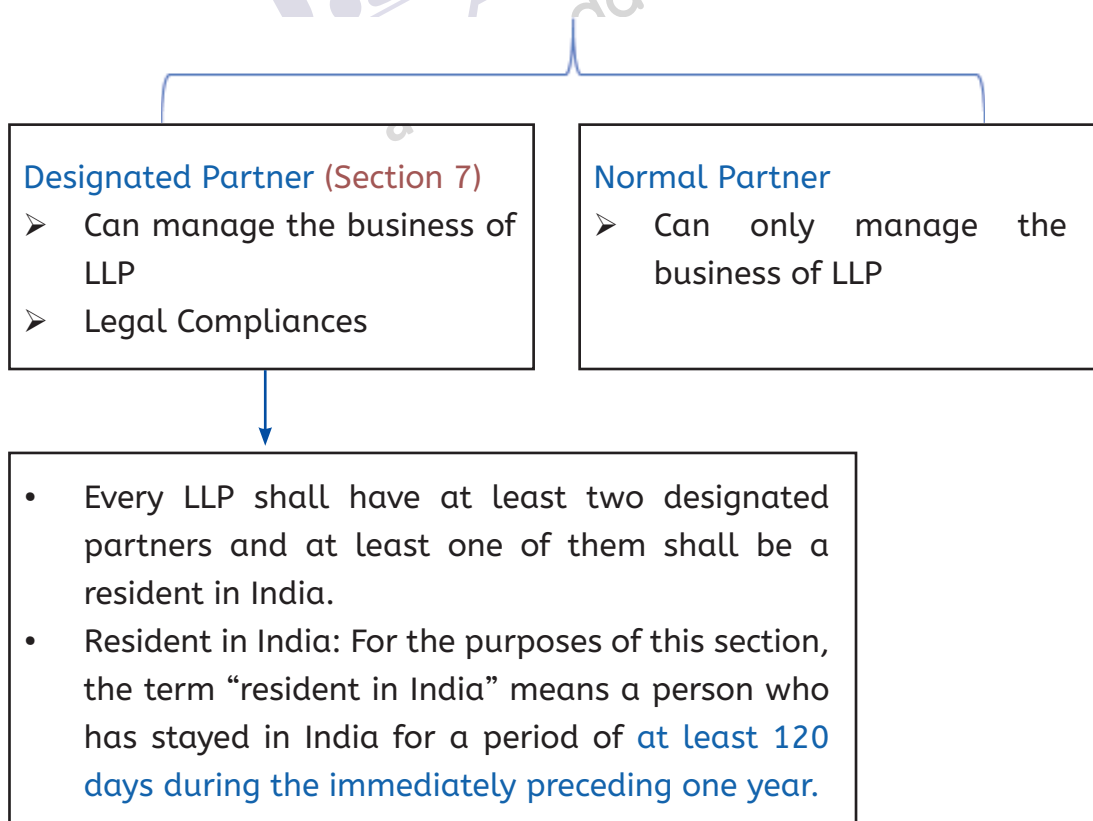 Designated Partner (Section 7)
➢ Can manage the business of
LLP
➢ Legal Compliances
Normal Partner
➢ Can only manage the
business of LLP
• Every LLP shall have at least two designated
partners and at least one of them shall be a
resident in India.
• Resident in India: For the purposes of this section,
the term “resident in India” means a person who
has stayed in India for a period of at least 120
days during the immediately preceding one year.